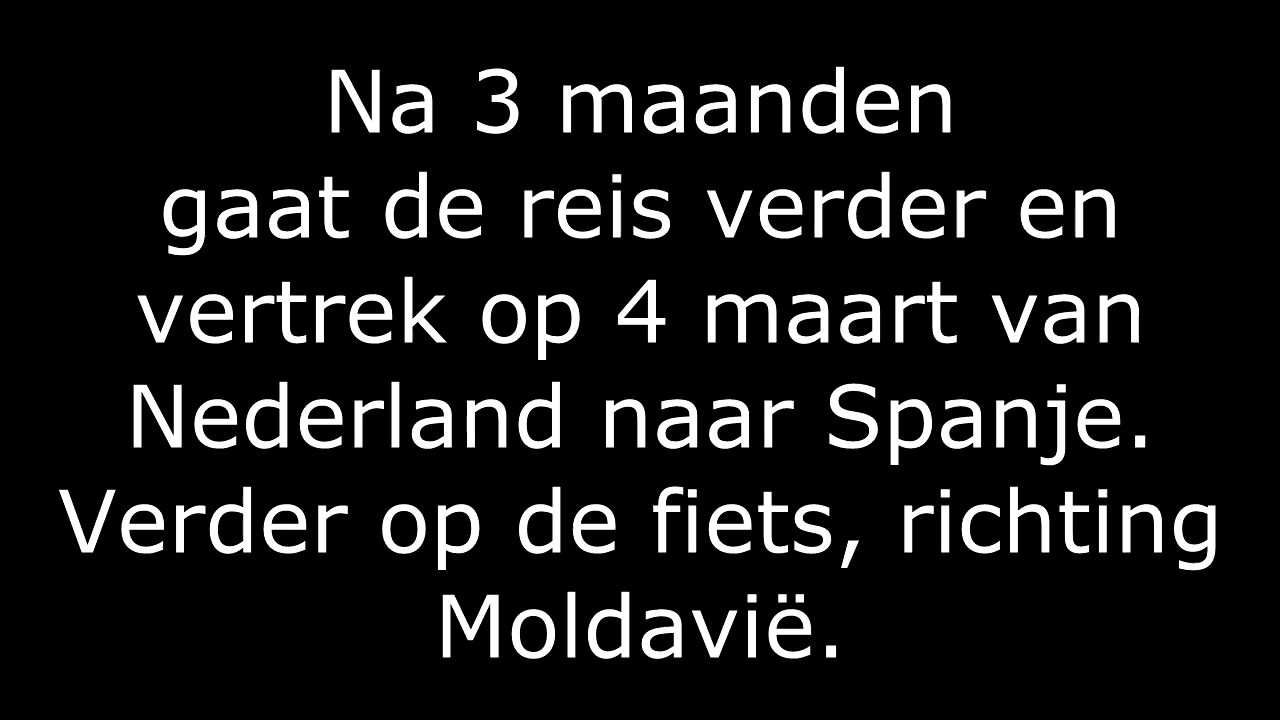 Na 3 maanden
gaat de reis verder en
vertrek op 4 maart van
Nederland naar Spanje.
Verder op de fiets, richting
Moldavië.